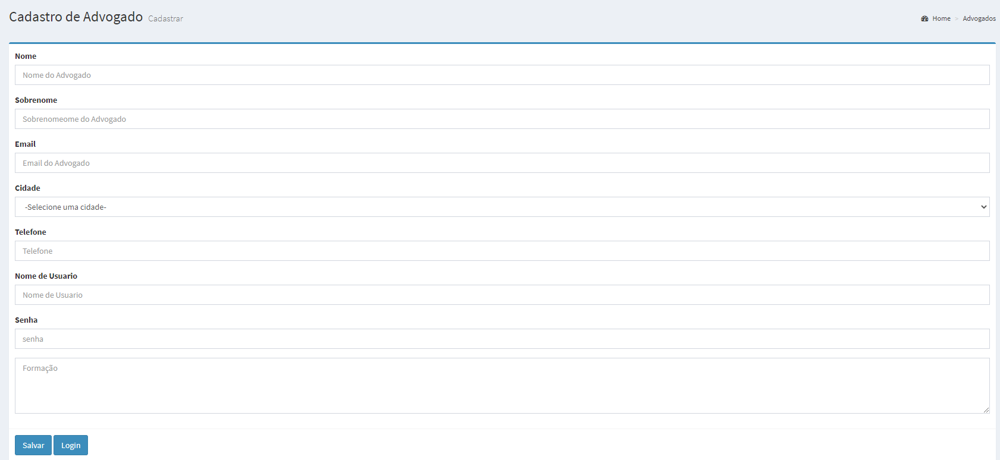 Cadastro de Advogado Cadastrar
Home > Advogados
Nome
Nome do Advogado
Sobrenome
Sobrenomeome do Advogado
Email
Email do Advogado
Cidade
-Selecione uma cidade-
Telefone
Telefone
Nome de Usuario
Nome de Usuario
Senha
senha
Formação
Salvar Login